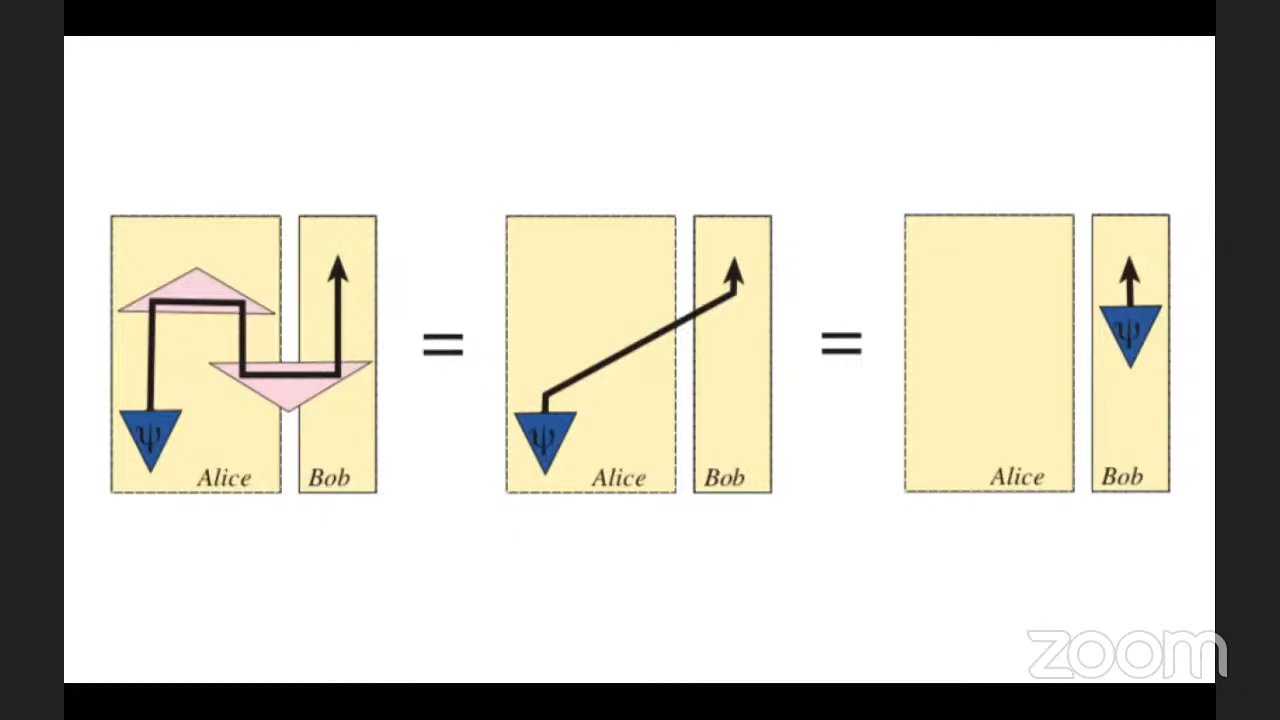 ψ
Alice
Bob
=
ψ
Alice
Bob
=
ψ
Alice
Bob
zoom